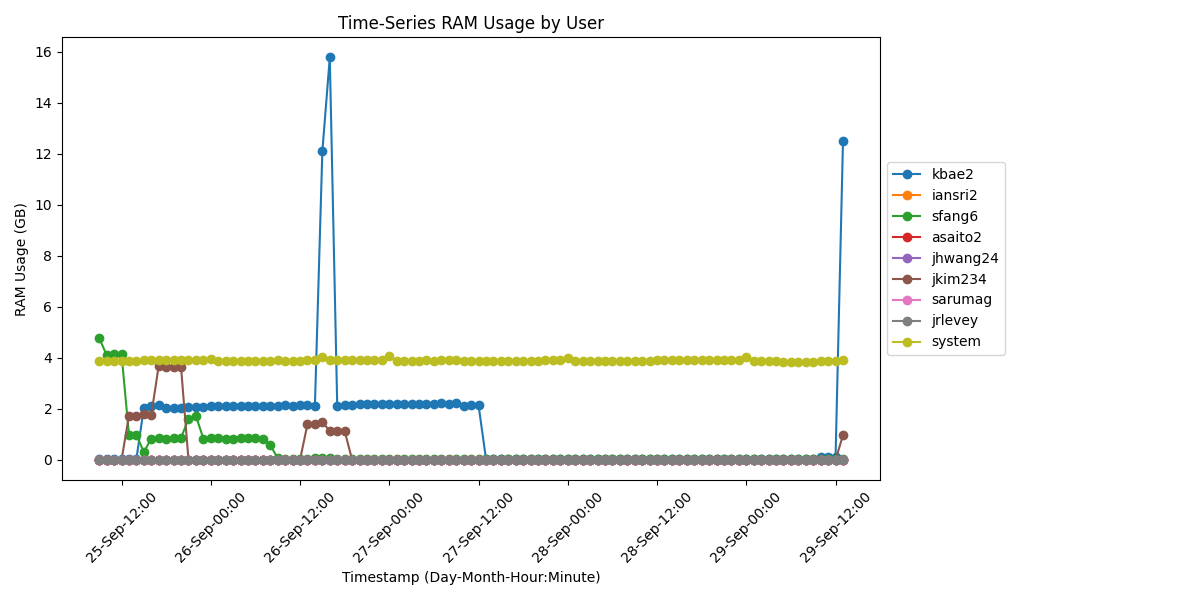 Time-Series RAM Usage by User
RAM Usage (GB)
16
14
12
10
8
6
4
2
0
25-Sep-12:00
26-Sep-00:00
26-Sep-12:00
27-Sep-00:00
27-Sep-12:00
28-Sep-00:00
28-Sep-12:00
29-Sep-00:00
29-Sep-12:00
Timestamp (Day-Month-Hour:Minute)
kbae2
iansri2
sfang6
asaito2
jhwang24
jkim234
sarumag
jrlevey
system